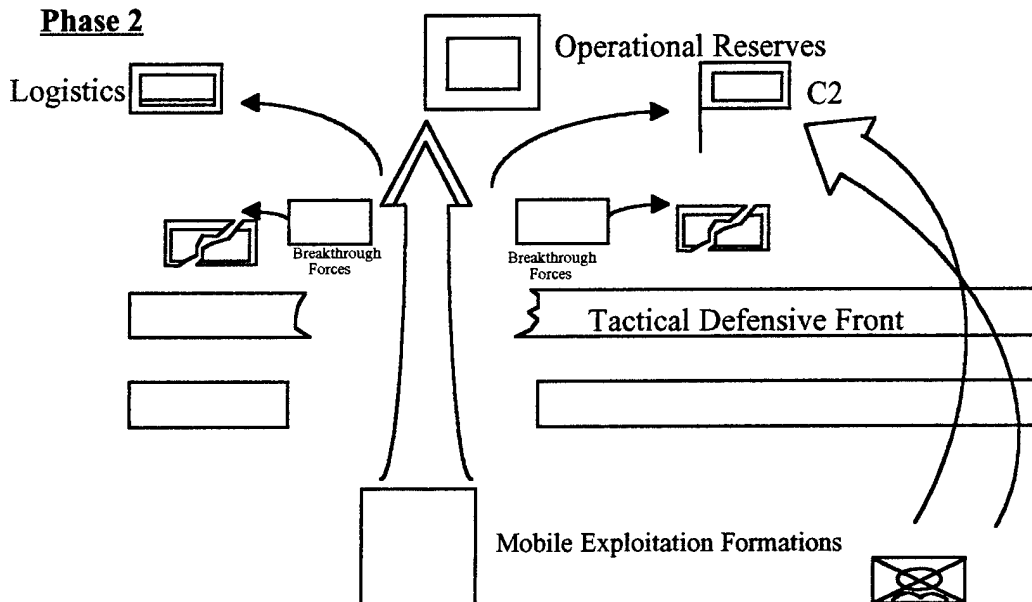 Phase 2
Operational Reserves
Logistics
C2
Breakthrough
Forces
Breakthrough
Forces
Tactical Defensive Front
Mobile Exploitation Formations